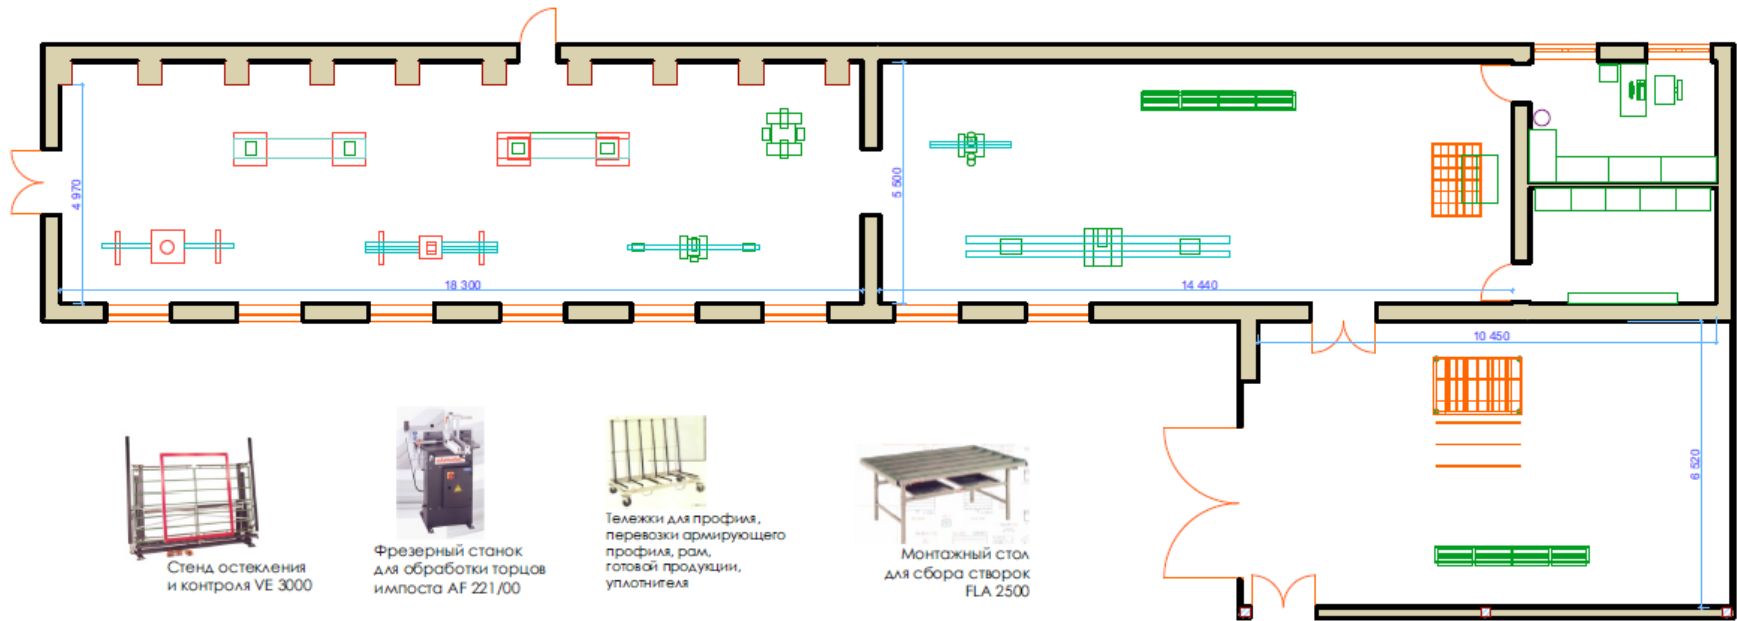 4 970
18 300
5 500
14 440
10 450
6 520
Стенд остекления
и контроля VE 3000
Фрезерный станок
для обработки торцов
импоста AF 221/00
Тележки для профиля,
перевозки армирующего
профиля, рам,
готовой продукции,
уплотнителя
Монтажный стол
для сбора створок
FLA 2500